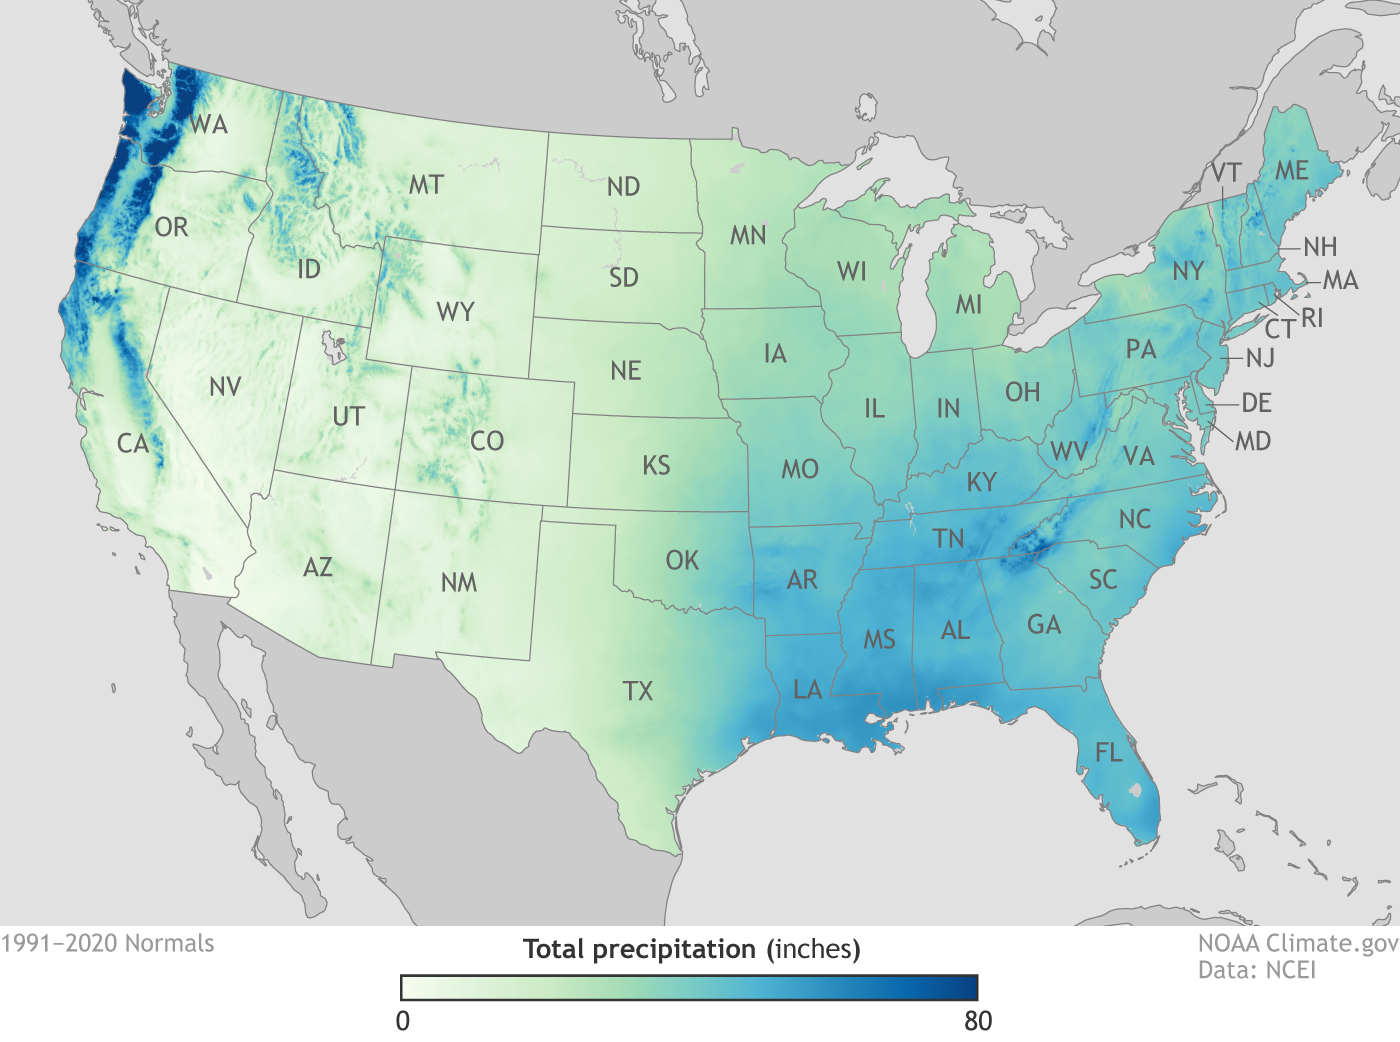 WA
MT
ND
MN
VT
ME
OR
ID
SD
WI
MI
NY
NH
MA
WY
NE
IA
PA
CT
RI
NV
UT
CO
IL
IN
OH
NJ
CA
KS
MO
KY
WV
VA
DE
MD
AZ
NM
OK
AR
TN
NC
SC
TX
LA
MS
AL
GA
FL
1991–2020 Normals
Total precipitation (inches)
0
80
NOAA Climate.gov
Data: NCEI